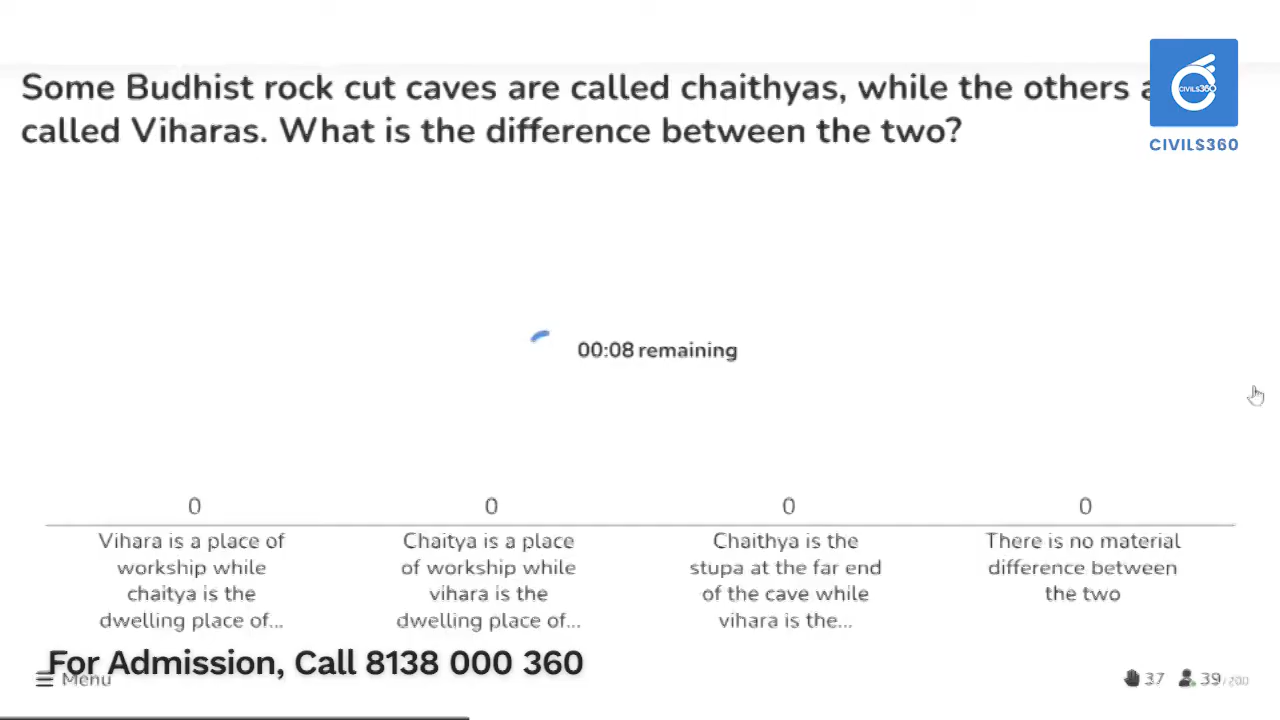 Some Budhist rock cut caves are called chaithyas, while the others
called Viharas. What is the difference between the two?
CIVILS360
CIVILS360
00:08 remaining
0
0
0
0
Vihara is a place of
workship while
chaitya is the
dwelling place of...
Chaitya is a place
of workship while
vihara is the
dwelling place of...
Chaithya is the
stupa at the far end
of the cave while
vihara is the...
There is no material
difference between
the two
For Admission, Call 8138 000 360
Menu
37
39/200